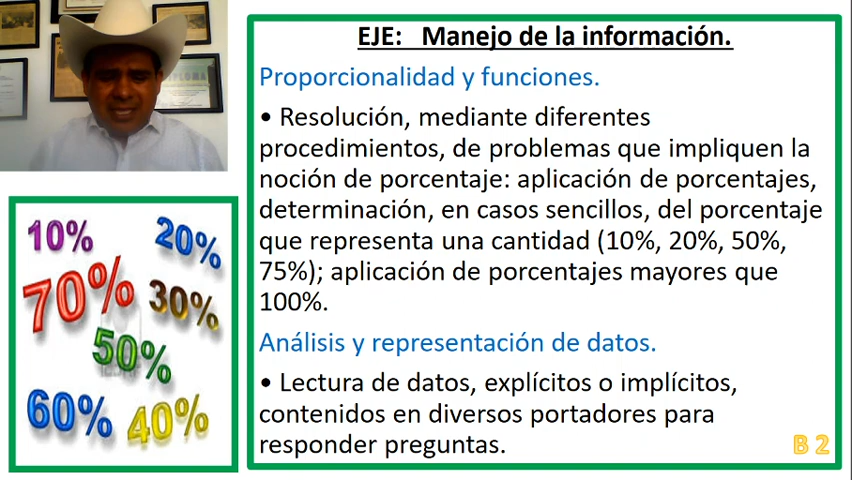 EJE: Manejo de la información.
Proporcionalidad y funciones.
• Resolución, mediante diferentes
procedimientos, de problemas que impliquen la
noción de porcentaje: aplicación de porcentajes,
determinación, en casos sencillos, del porcentaje
que representa una cantidad (10%, 20%, 50%,
75%); aplicación de porcentajes mayores que
100%.
Análisis y representación de datos.
• Lectura de datos, explícitos o implícitos,
contenidos en diversos portadores para
responder preguntas.
B 2
10%
20%
70%
30%
50%
60%
40%